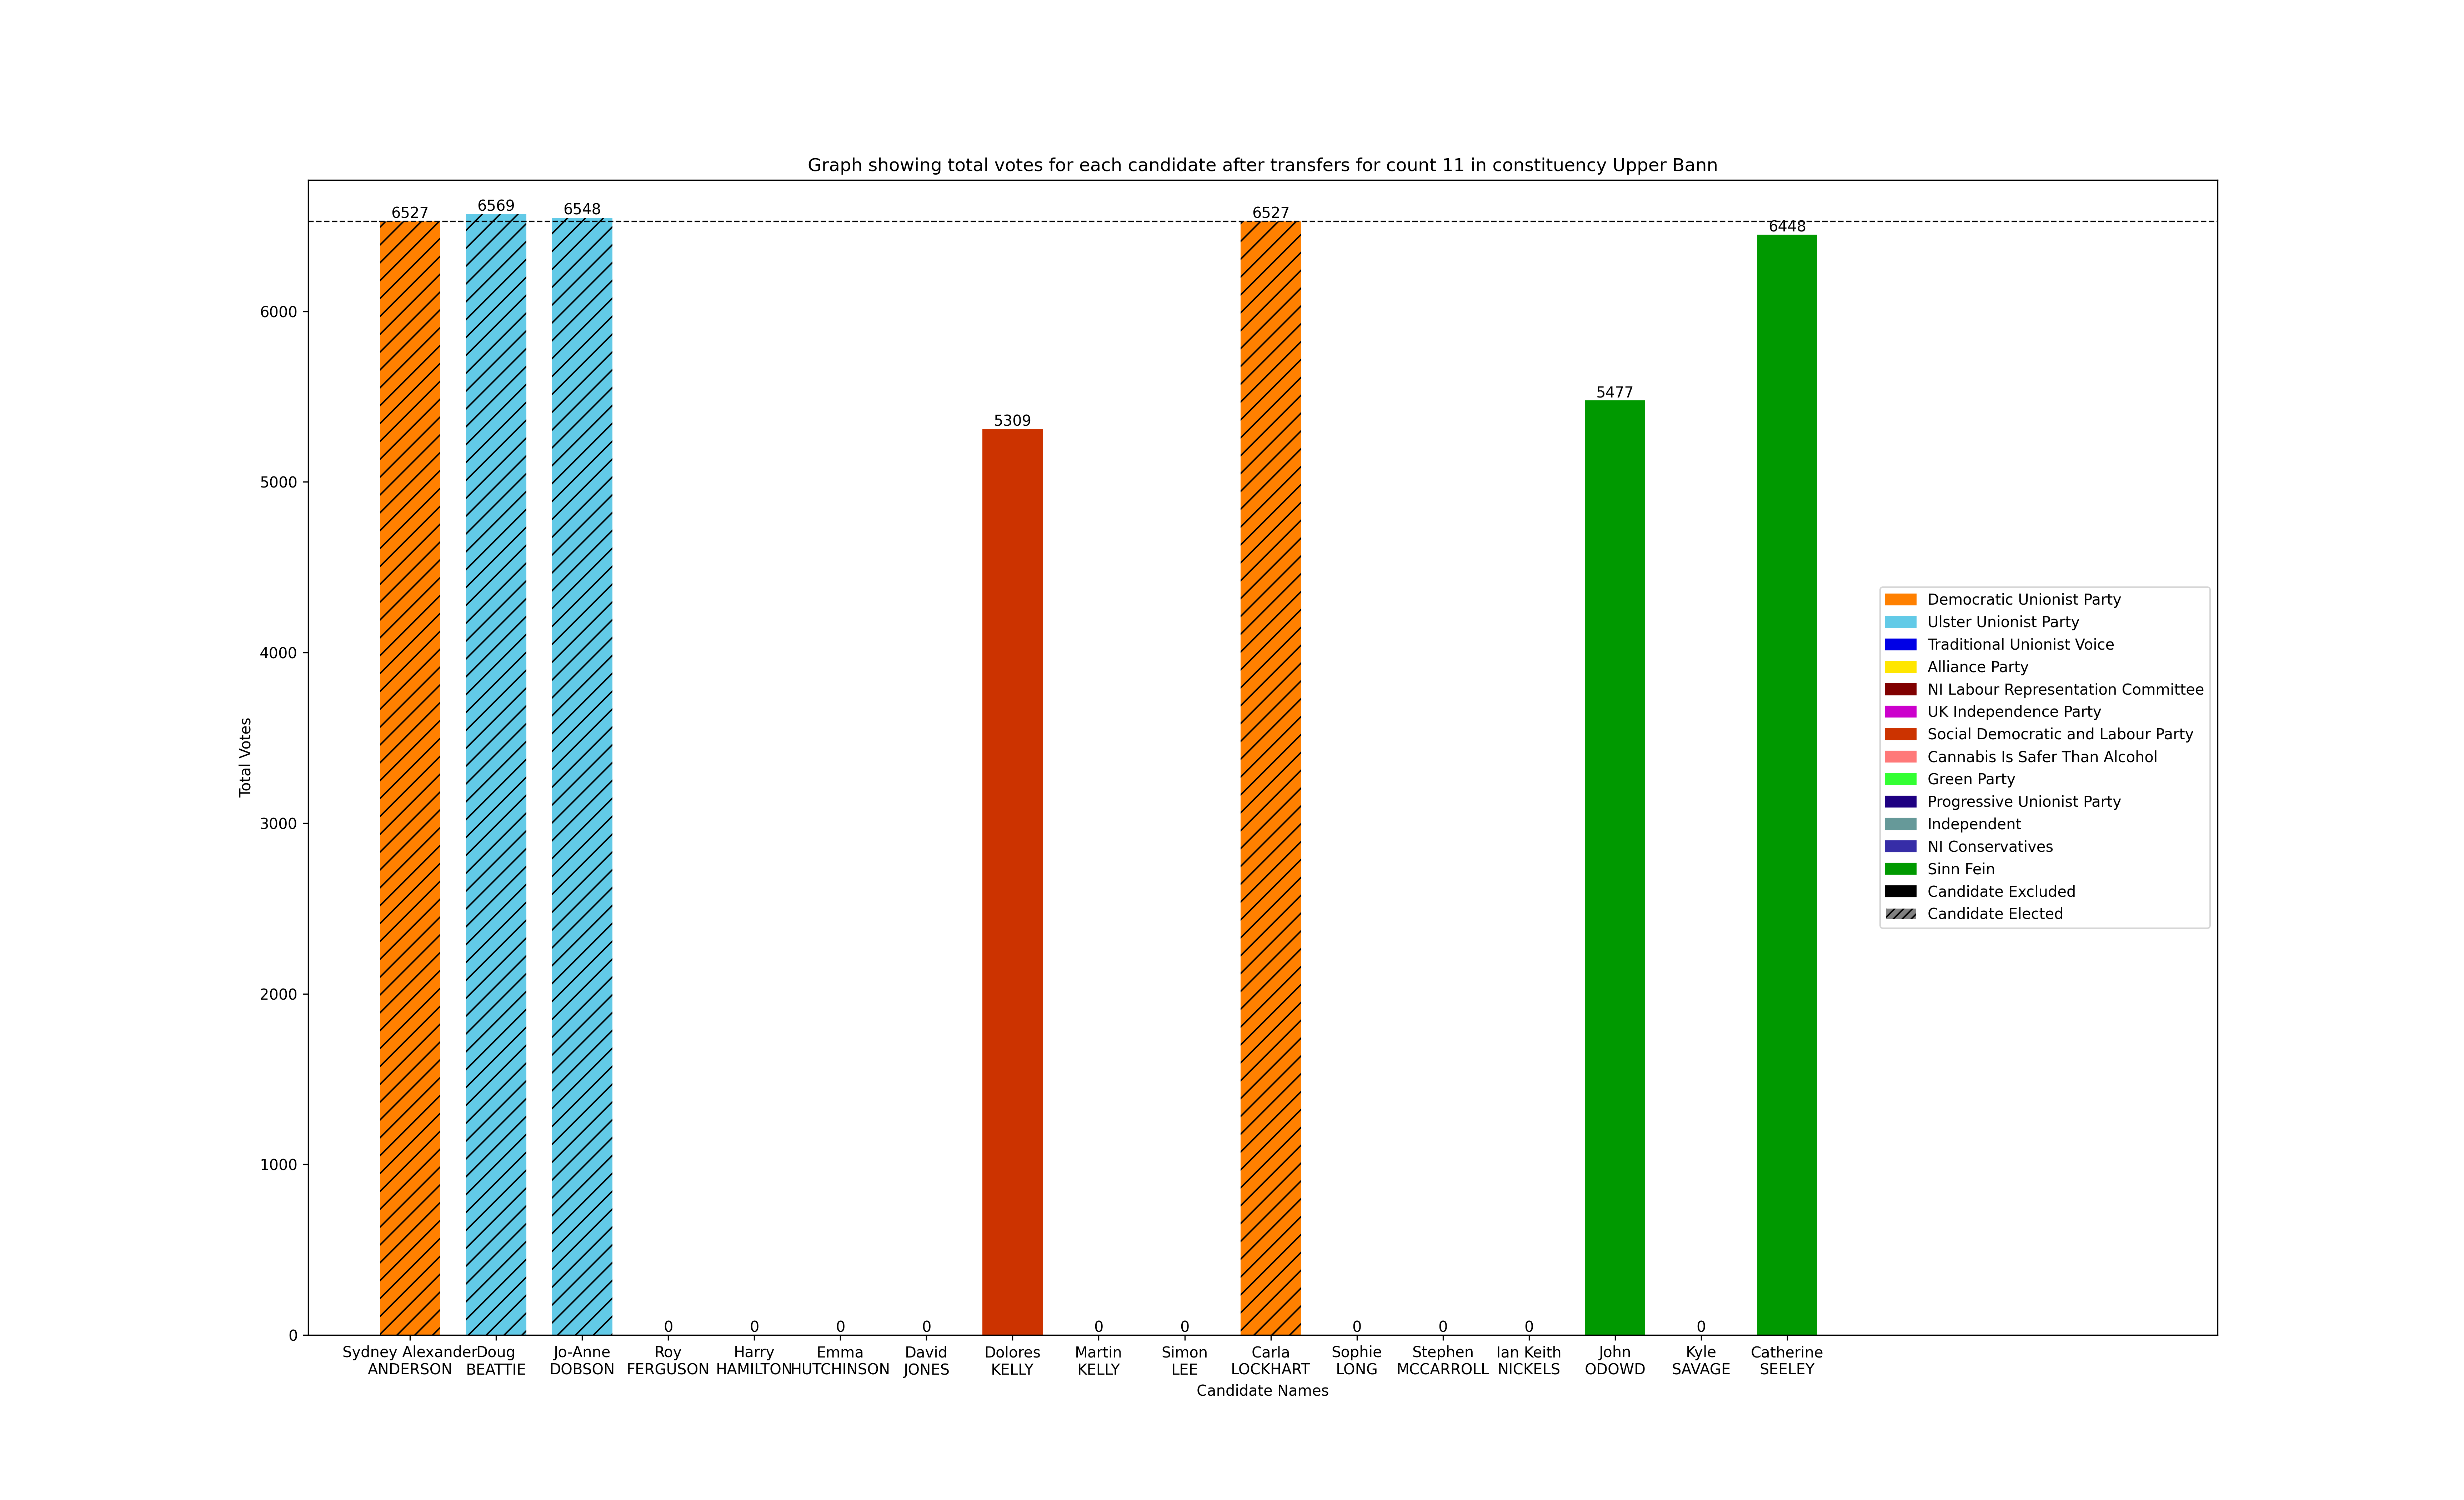 Graph showing total votes for each candidate after transfers for count 11 in constituency Upper Bann
6527
6569
6548
6527
6448
5477
5309
6000
5000
4000
3000
2000
1000
0
Total Votes
0
0
0
0
0
0
0
0
0
0
Sydney Alexander
ANDERSON
Doug
BEATTIE
Jo-Anne
DOBSON
Roy
FERGUSON
Harry
HAMILTON
Emma
HUTCHINSON
David
JONES
Dolores
KELLY
Martin
KELLY
Simon
LEE
Carla
LOCKHART
Sophie
LONG
Stephen
MCCARROLL
Ian Keith
NICKELS
John
ODOWD
Kyle
SAVAGE
Catherine
SEELEY
Candidate Names
Democratic Unionist Party
Ulster Unionist Party
Traditional Unionist Voice
Alliance Party
NI Labour Representation Committee
UK Independence Party
Social Democratic and Labour Party
Cannabis Is Safer Than Alcohol
Green Party
Progressive Unionist Party
Independent
NI Conservatives
Sinn Fein
Candidate Excluded
Candidate Elected